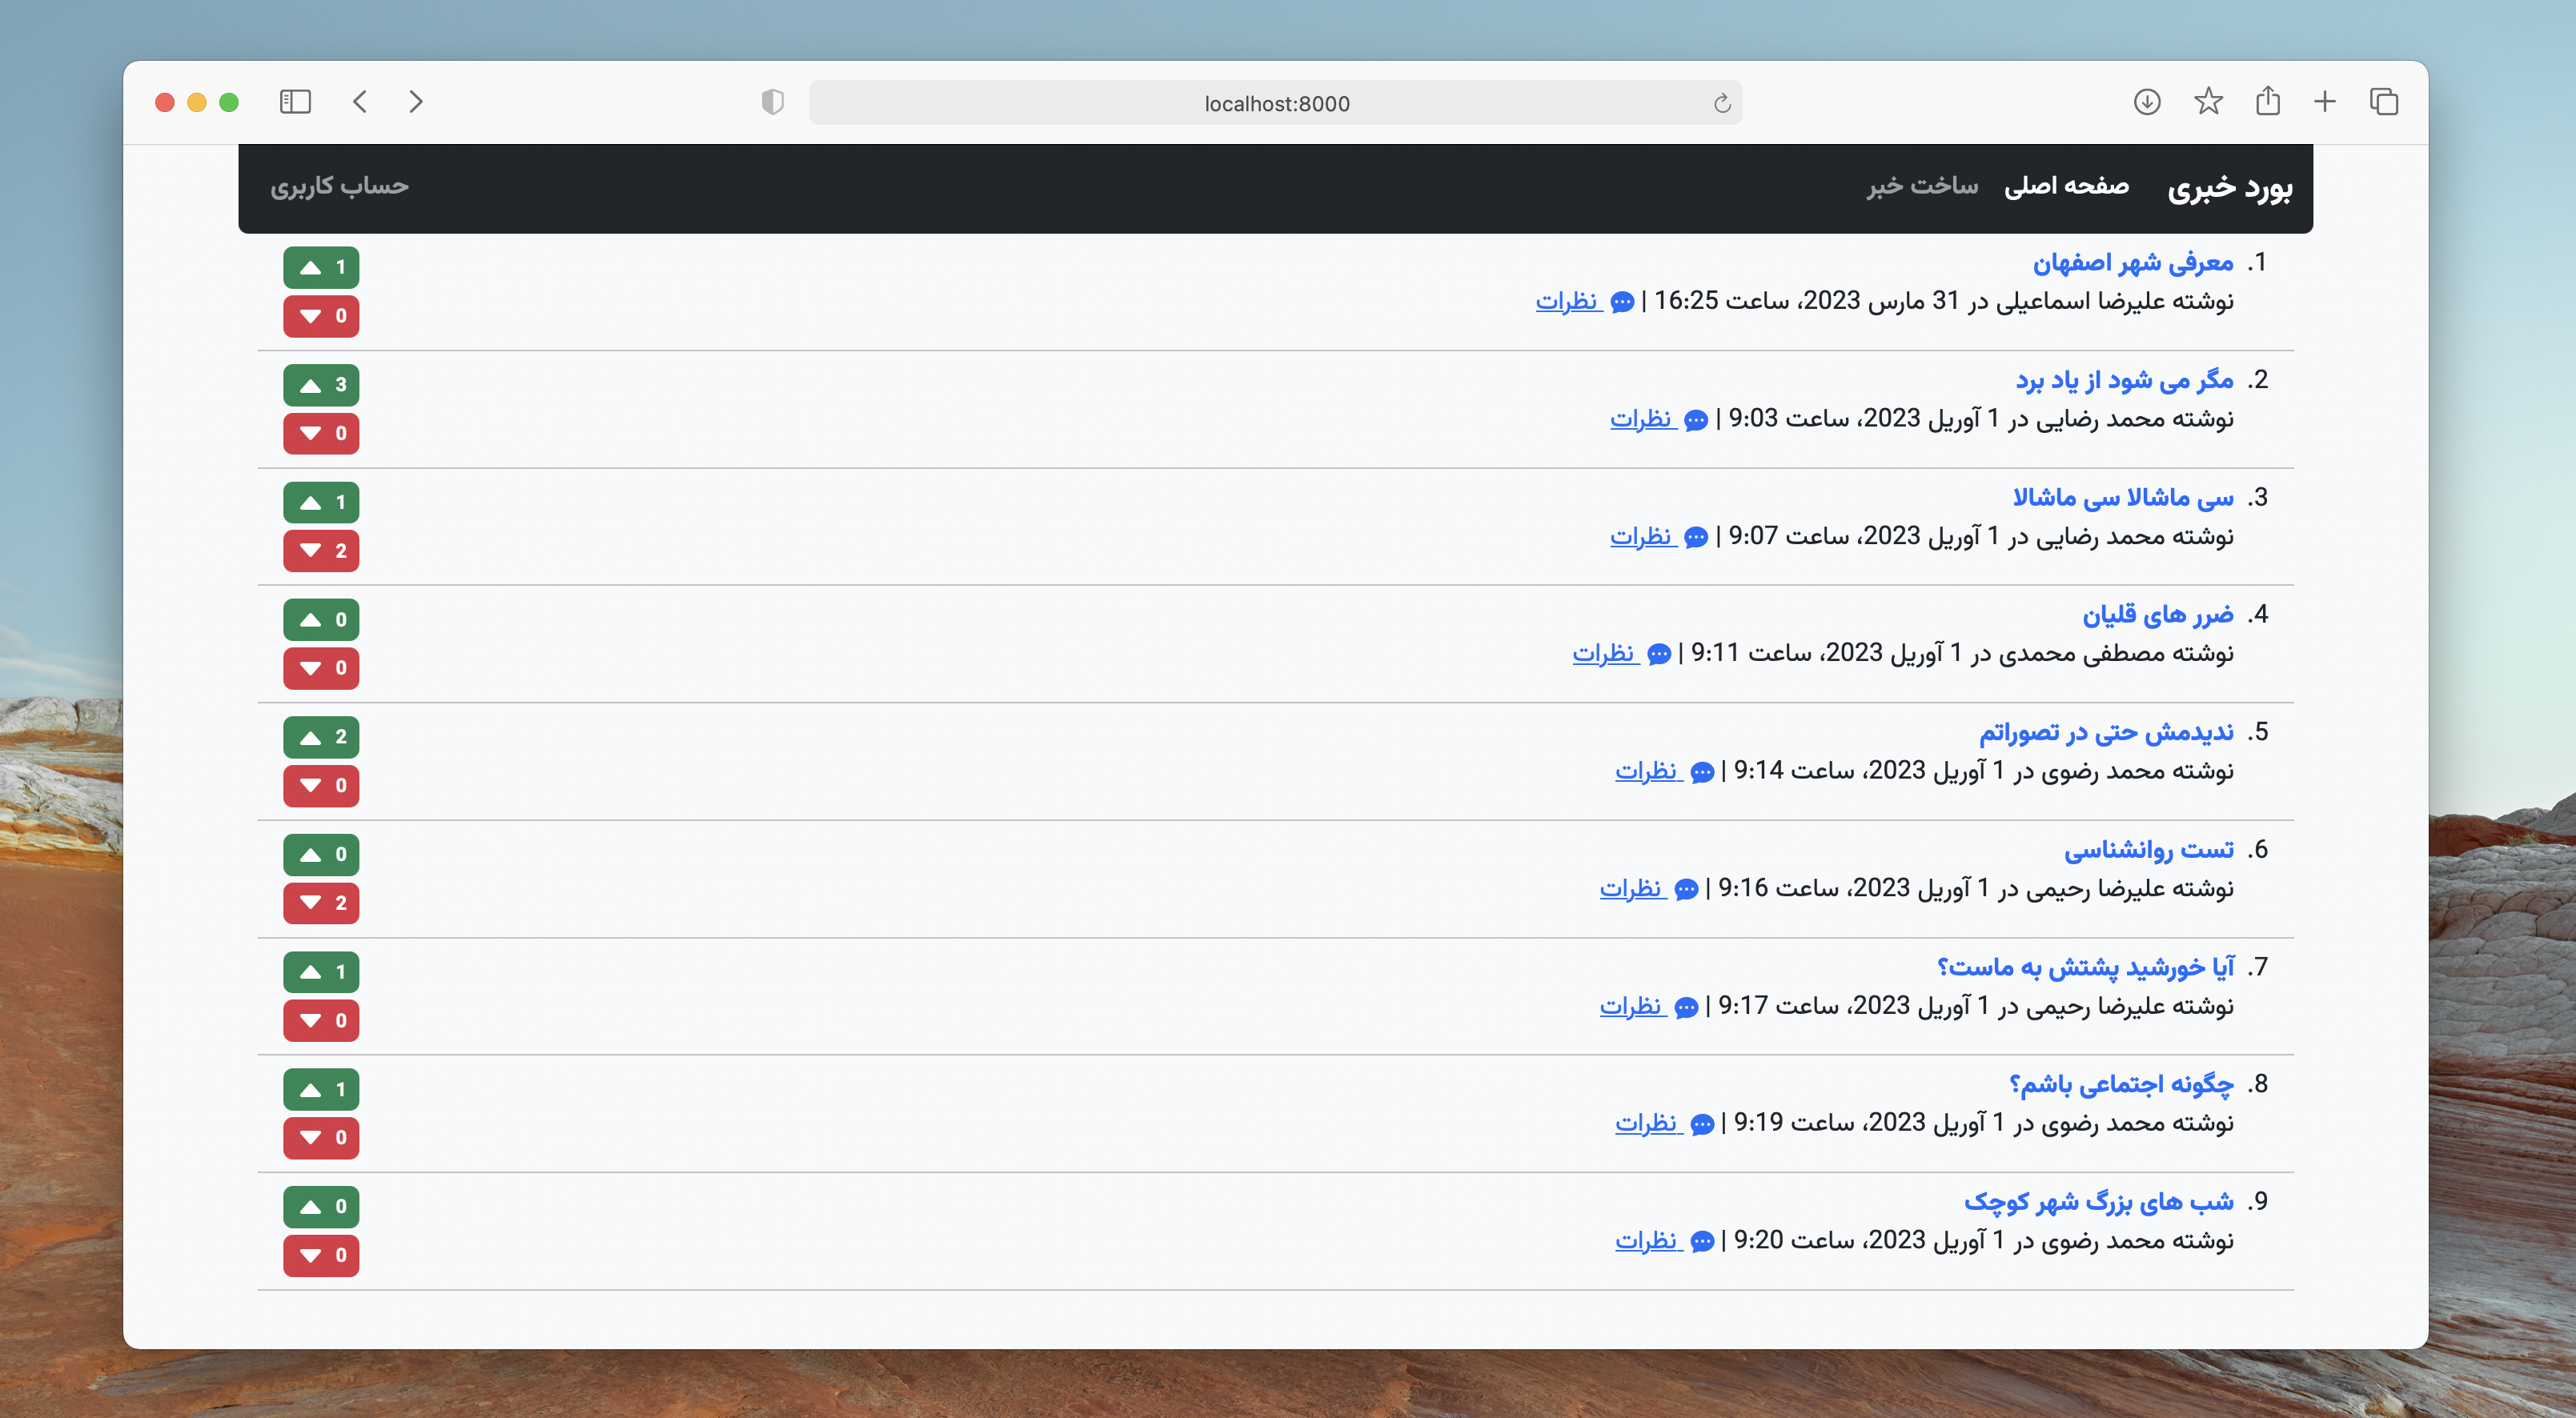 localhost:8000
بورد خبری صفحه اصلی ساخت خبر حساب کاربری
1. معرفی شهر اصفهان
نوشته علیرضا اسماعیلی در 31 مارس 2023، ساعت 16:25 | نظرات
1
0
2. مگر می شود از یاد برد
نوشته محمد رضایی در 1 آوریل 2023، ساعت 9:03 | نظرات
3
0
3. سی ماشالا سی ماشالا
نوشته محمد رضایی در 1 آوریل 2023، ساعت 9:07 | نظرات
1
2
4. ضرر های قلیان
نوشته مصطفی محمدی در 1 آوریل 2023، ساعت 9:11 | نظرات
0
0
5. ندیدمش حتی در تصوراتم
نوشته محمد رضوی در 1 آوریل 2023، ساعت 9:14 | نظرات
2
0
6. تست روانشناسی
نوشته علیرضا رحیمی در 1 آوریل 2023، ساعت 9:16 | نظرات
0
2
7. آیا خورشید پشتش به ماست؟
نوشته علیرضا رحیمی در 1 آوریل 2023، ساعت 9:17 | نظرات
1
0
8. چگونه اجتماعی باشم؟
نوشته محمد رضوی در 1 آوریل 2023، ساعت 9:19 | نظرات
1
0
9. شب های بزرگ شهر کوچک
نوشته محمد رضوی در 1 آوریل 2023، ساعت 9:20 | نظرات
0
0